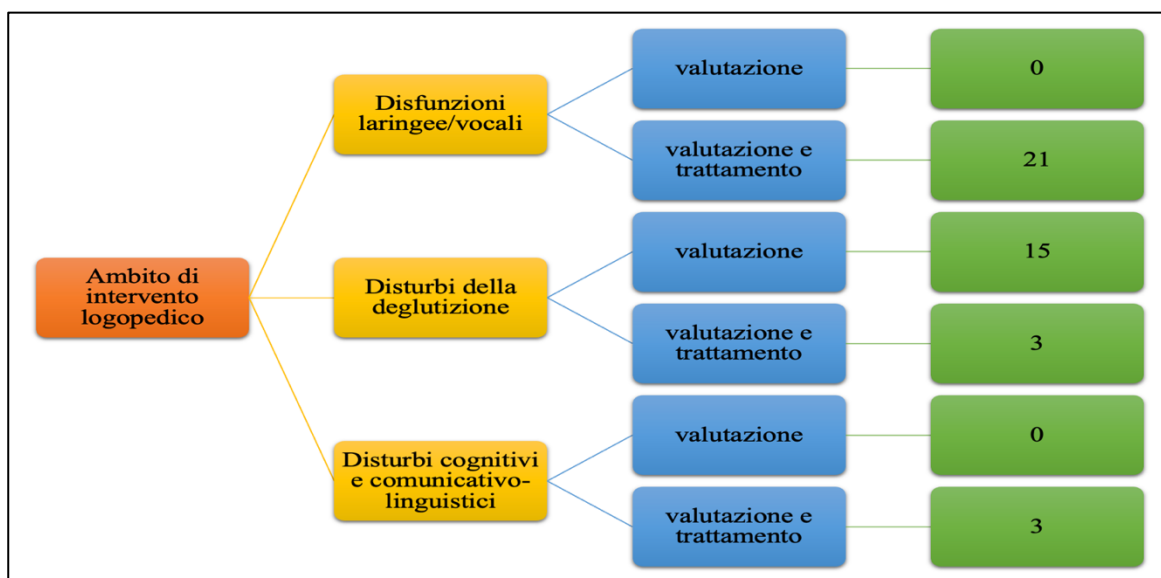 Ambito di
intervento
logopedico
Disfunzioni
laringee/vocali
valutazione
0
valutazione e
trattamento
21
Disturbi della
deglutizione
valutazione
15
valutazione e
trattamento
3
Disturbi cognitivi
e comunicativo-
linguistici
valutazione
0
valutazione e
trattamento
3